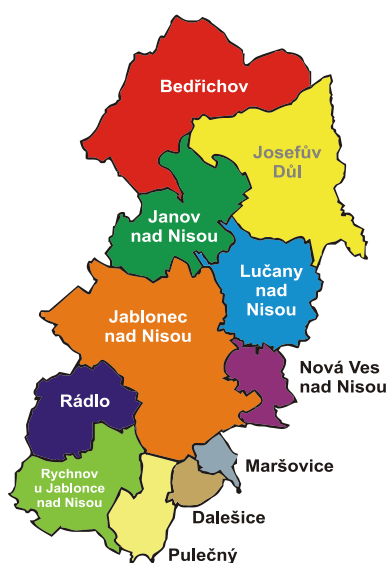 Bedřichov
Josefův
Důl
Janov
nad Nisou
Lučany
nad
Nisou
Jablonec
nad Nisou
Nová Ves
nad Nisou
Rádlo
Maršovice
Rychnov
u Jablonce
nad Nisou
Dalešice
Pulečný